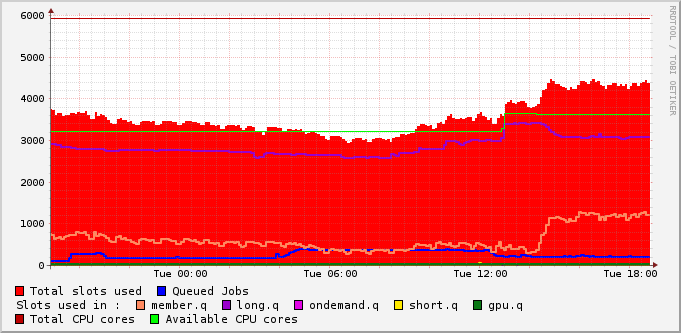 6000
5000
4000
3000
2000
1000
0
Tue 00:00 Tue 06:00 Tue 12:00 Tue 18:00
Total slots used Queued Jobs
Slots used in : member.q long.q ondemand.q short.q gpu.q
Total CPU cores Available CPU cores
RRDTOOL / TOBI OETIKER